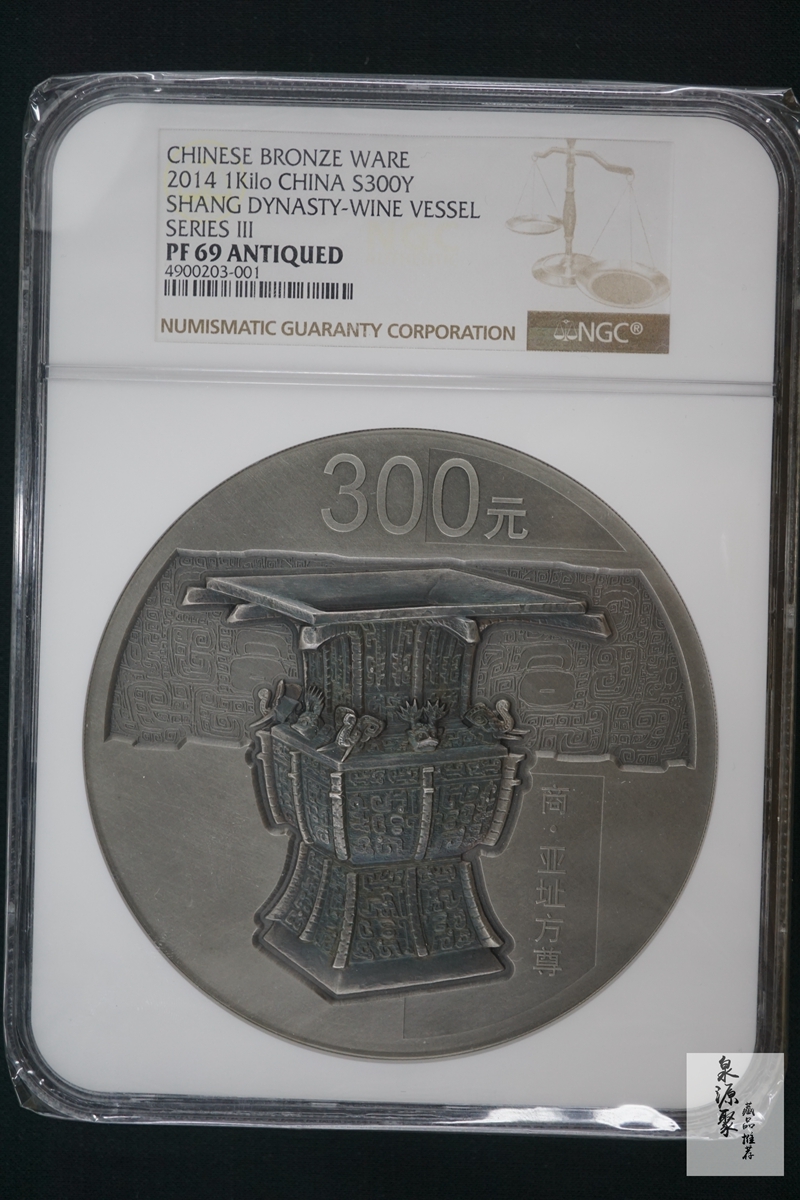 CHINESE BRONZE WARE
2014 1Kilo CHINA S300Y
SHANG DYNASTY-WINE VESSEL
SERIES III
PF 69 ANTIQUED
4900203-001
NUMISMATIC GUARANTY CORPORATION
NGC®
300元
商·亚址方尊
泉源聚
藏品推荐